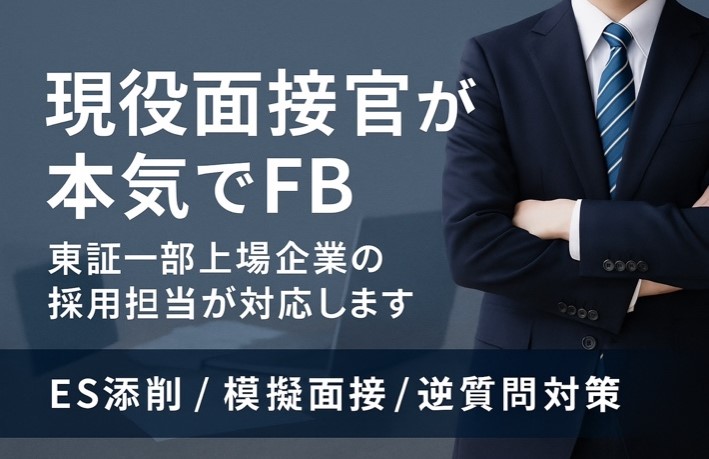 現役面接官が
本気でFB
東証一部上場企業の
採用担当が対応します
ES添削 / 模擬面接 / 逆質問対策